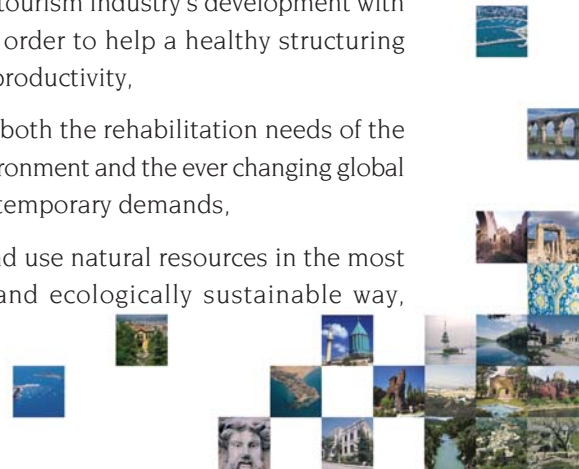 tourism industry's development with
order to help a healthy structuring
productivity,
both the rehabilitation needs of the
ronment and the ever changing global
temporary demands,
d use natural resources in the most
and ecologically sustainable way,